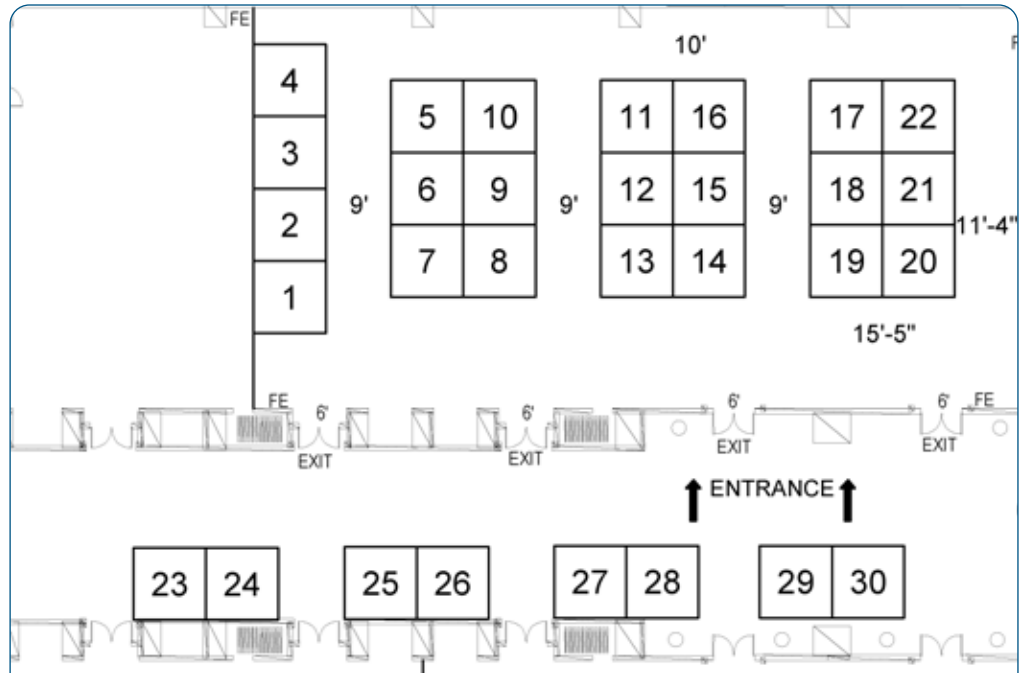 FE
10'
F
4
5 10 11 16 17 22
3
9' 6 9 9' 12 15 9' 18 21
2
11'-4"
7 8 13 14 19 20
1
15'-5"
FE 6' 6' 6' 6' FE
EXIT EXIT EXIT EXIT
ENTRANCE
23 24 25 26 27 28 29 30